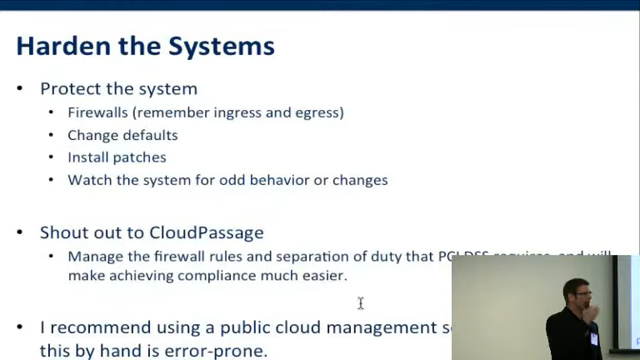 Harden the Systems
• Protect the system
• Firewalls (remember ingress and egress)
• Change defaults
• Install patches
• Watch the system for odd behavior or changes
• Shout out to CloudPassage
• Manage the firewall rules and separation of duty that PCI DSS requires, and will
make achieving compliance much easier.
• I recommend using a public cloud management
this by hand is error-prone.